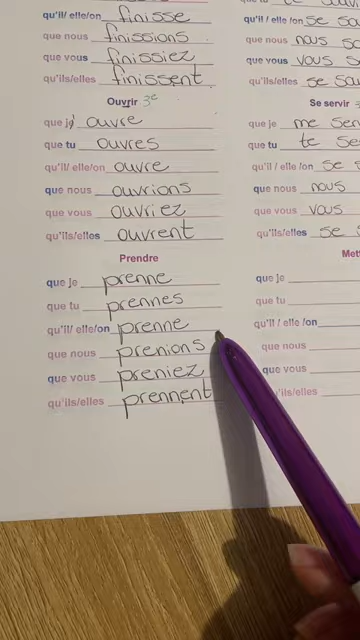 qu'il/ elle/on finisse
que nous finissions
que vous finissiez
qu'ils/elles finissent
Ouvrir 3e
que j' ouvre
que tu ouvres
qu'il/ elle/on ouvre
que nous ouvrions
que vous ouvriez
qu'ils/elles ouvrent
Prendre
que je prenne
que tu prennes
qu'il/ elle/on prenne
que nous prenions
que vous preniez
qu'ils/elles prennent
que tu
qu'il / elle /on se
que nous nous
que vous vous
qu'ils/elles se
Se servir
que je me
que tu te
qu'il / elle /on se
que nous nous
que vous vous
qu'ils/elles se
que je
que tu
qu'il / elle /on
que nous
que vous
qu'ils/elles